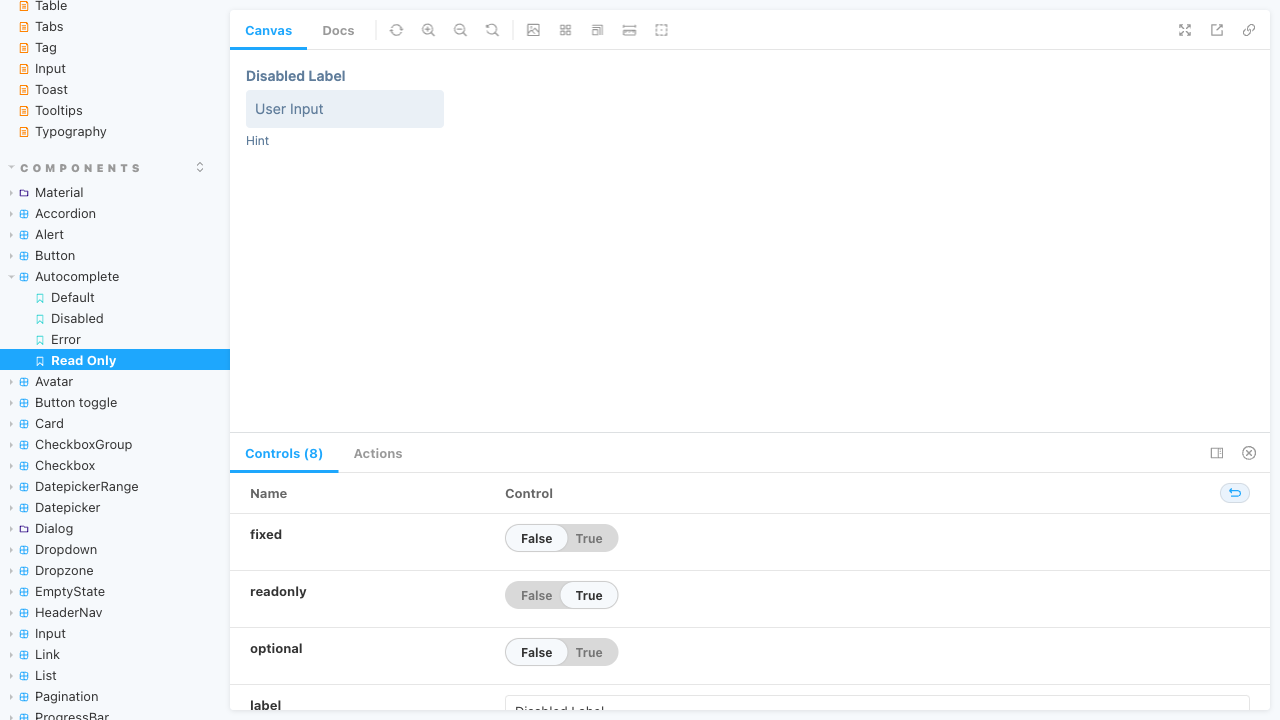 Table
Tabs
Tag
Input
Toast
Tooltips
Typography
COMPONENTS
Material
Accordion
Alert
Button
Autocomplete
Default
Disabled
Error
Read Only
Avatar
Button toggle
Card
CheckboxGroup
Checkbox
DatepickerRange
Datepicker
Dialog
Dropdown
Dropzone
EmptyState
HeaderNav
Input
Link
List
Pagination
ProgressBar
Canvas Docs
Disabled Label
User Input
Hint
Controls (8) Actions
Name Control
fixed False True
readonly False True
optional False True
label Disabled Label